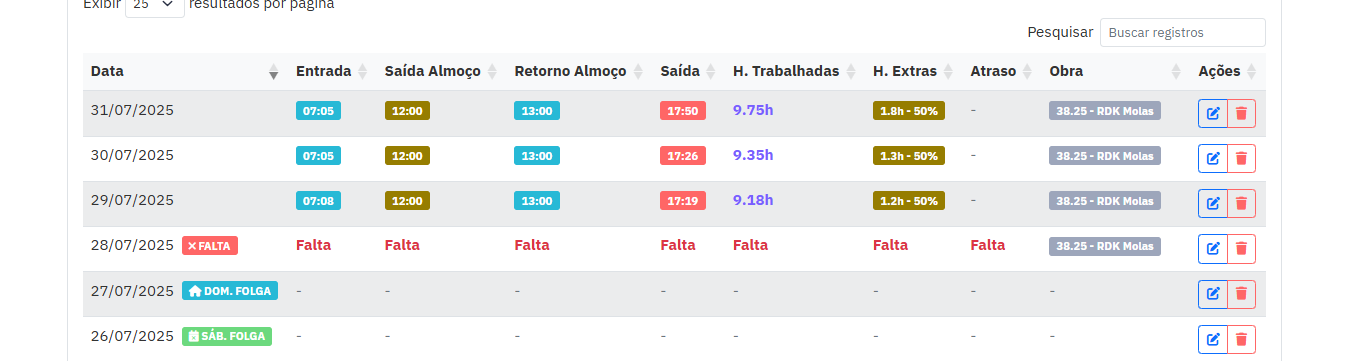 Exibir 25 resultados por página
Pesquisar Buscar registros
Data Entrada Saída Almoço Retorno Almoço Saída H. Trabalhadas H. Extras Atraso Obra Ações
31/07/2025 07:05 12:00 13:00 17:50 9.75h 1.8h - 50% - 38.25 - RDK Molas
30/07/2025 07:05 12:00 13:00 17:26 9.35h 1.3h - 50% - 38.25 - RDK Molas
29/07/2025 07:08 12:00 13:00 17:19 9.18h 1.2h - 50% - 38.25 - RDK Molas
28/07/2025 FALTA Falta Falta Falta Falta Falta Falta Falta 38.25 - RDK Molas
27/07/2025 DOM. FOLGA - - - - - - - -
26/07/2025 SÁB. FOLGA - - - - - - - -